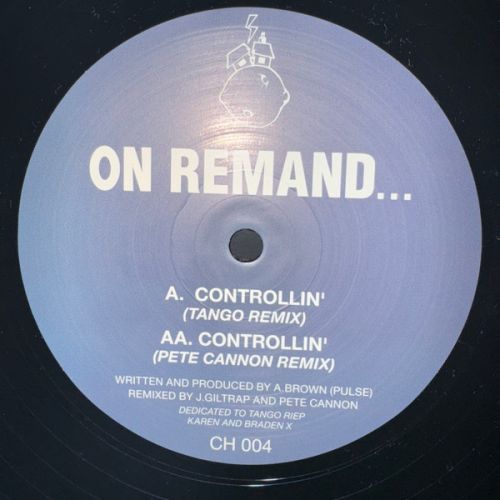 ON REMAND...
A. CONTROLLIN'
(TANGO REMIX)
AA. CONTROLLIN'
(PETE CANNON REMIX)
WRITTEN AND PRODUCED BY A.BROWN (PULSE)
REMIXED BY J.GILTRAP AND PETE CANNON
DEDICATED TO TANGO RIEP
KAREN AND BRADEN X
CH 004